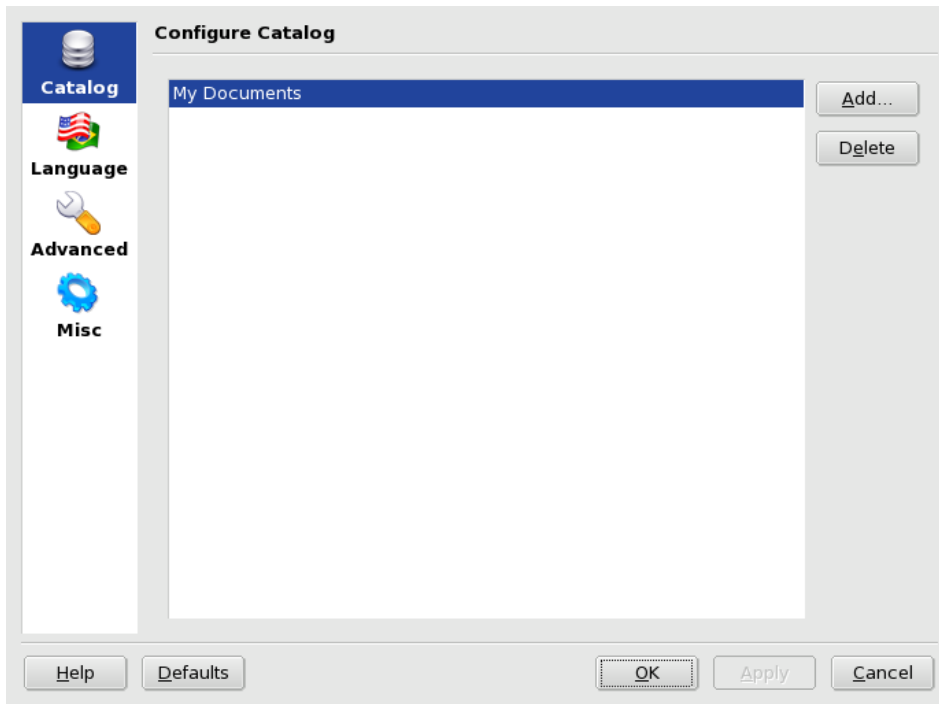 Configure Catalog
Catalog
Language
Advanced
Misc
My Documents
Add...
Delete
Help
Defaults
OK
Apply
Cancel